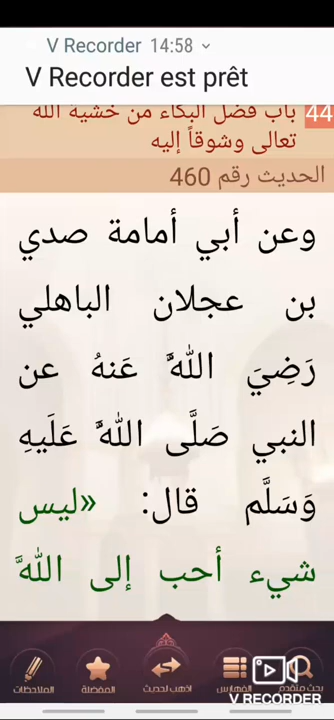 V Recorder 14:58
V Recorder est prêt
44
باب فضل البكاء من خشية الله
تعالى وشوقاً إليه
الحديث رقم 460
وعن أبي أمامة صدي
بن عجلان الباهلي
رَضِيَ اللَّهُ عَنهُ عن
النبي صَلَّى اللَّهُ عَلَيهِ
وَسَلَّم قال: «ليس
شيء أحب إلى اللَّه
بحث متقدم
الفهارس
اذهب لحديث
المفضلة
الملاحظات
V RECORDER